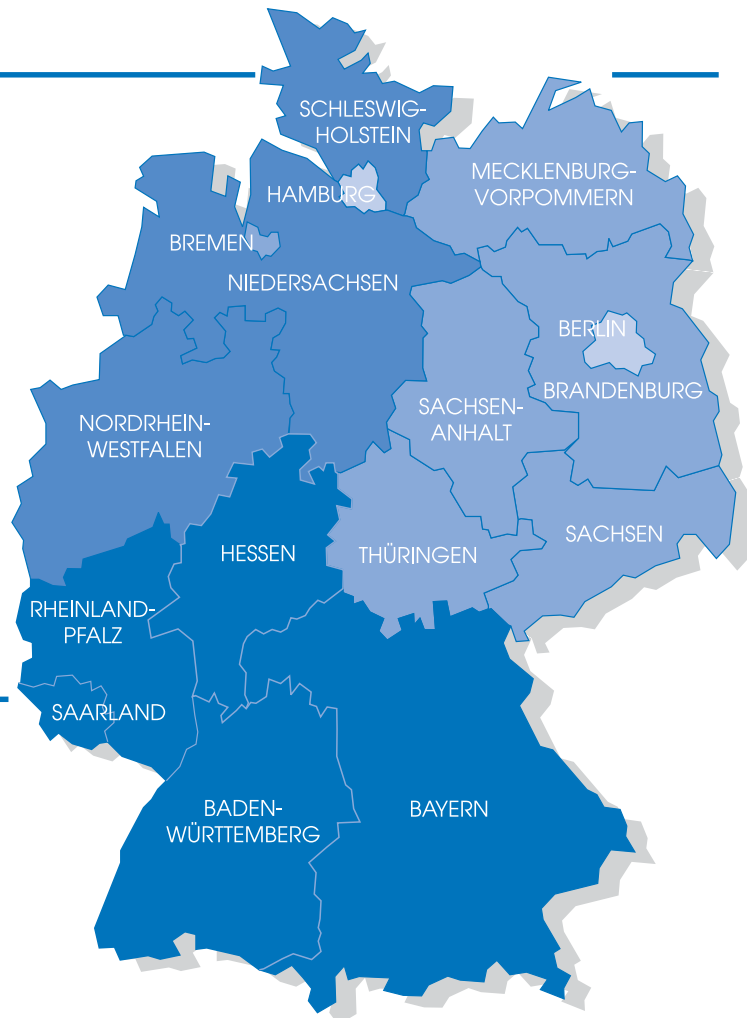 SCHLESWIG-
HOLSTEIN
MECKLENBURG-
VORPOMMERN
HAMBURG
BREMEN
NIEDERSACHSEN
BERLIN
BRANDENBURG
SACHSEN-
ANHALT
NORDRHEIN-
WESTFALEN
SACHSEN
HESSEN
THÜRINGEN
RHEINLAND-
PFALZ
SAARLAND
BADEN-
WÜRTTEMBERG
BAYERN